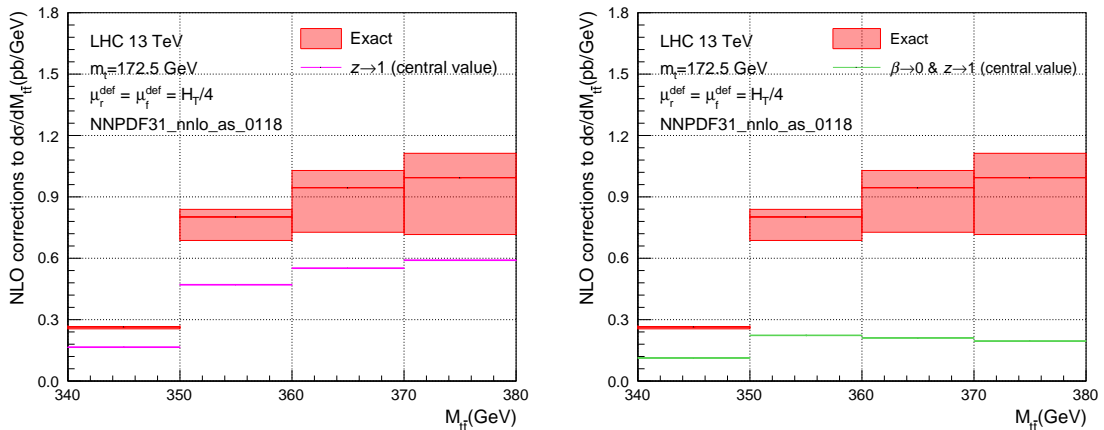 NLO corrections to dσ/dM_tt̄(pb/GeV)
1.8
1.5
1.2
0.9
0.6
0.3
0.0
LHC 13 TeV
m_t=172.5 GeV
μ_r^def = μ_f^def = H_T/4
NNPDF31_nnlo_as_0118
Exact
z→1 (central value)
340 350 360 370 380
M_tt̄(GeV)
NLO corrections to dσ/dM_tt̄(pb/GeV)
1.8
1.5
1.2
0.9
0.6
0.3
0.0
LHC 13 TeV
m_t=172.5 GeV
μ_r^def = μ_f^def = H_T/4
NNPDF31_nnlo_as_0118
Exact
β→0 & z→1 (central value)
340 350 360 370 380
M_tt̄(GeV)